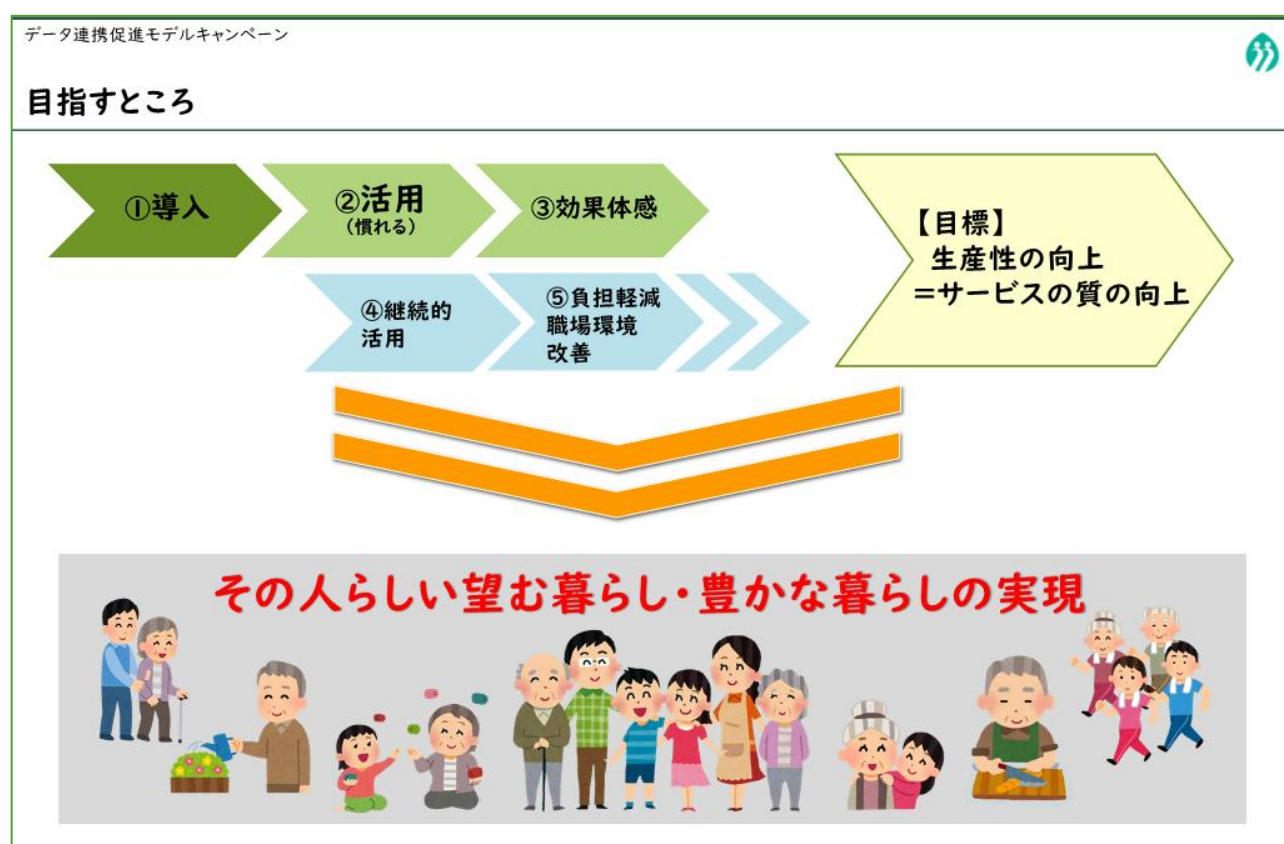 データ連携促進モデルキャンペーン
目指すところ
①導入
②活用
(慣れる)
③効果体感
④継続的
活用
⑤負担軽減
職場環境
改善
【目標】
生産性の向上
＝サービスの質の向上
その人らしい望む暮らし・豊かな暮らしの実現